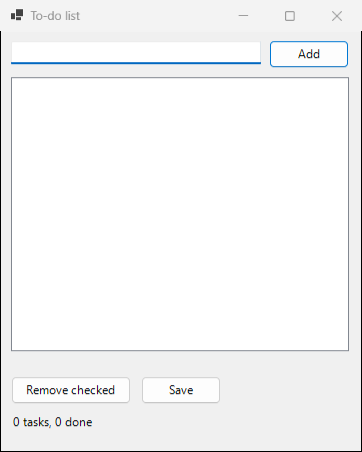 To-do list
Add
Remove checked
Save
0 tasks, 0 done